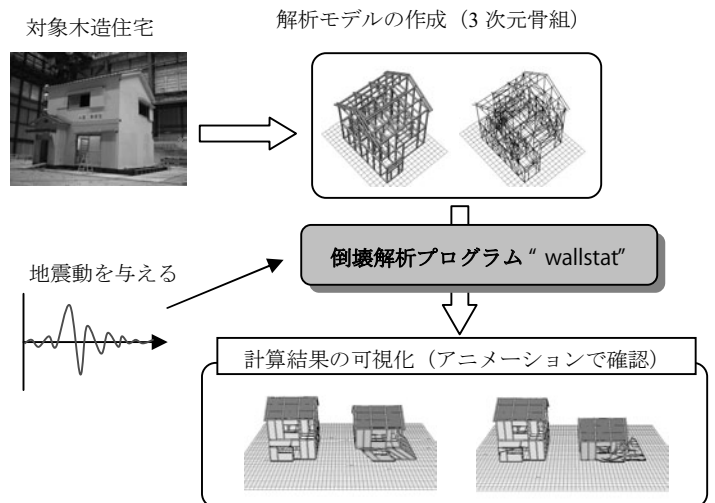 対象木造住宅
解析モデルの作成（3 次元骨組）
倒壊解析プログラム“ wallstat”
地震動を与える
計算結果の可視化（アニメーションで確認）